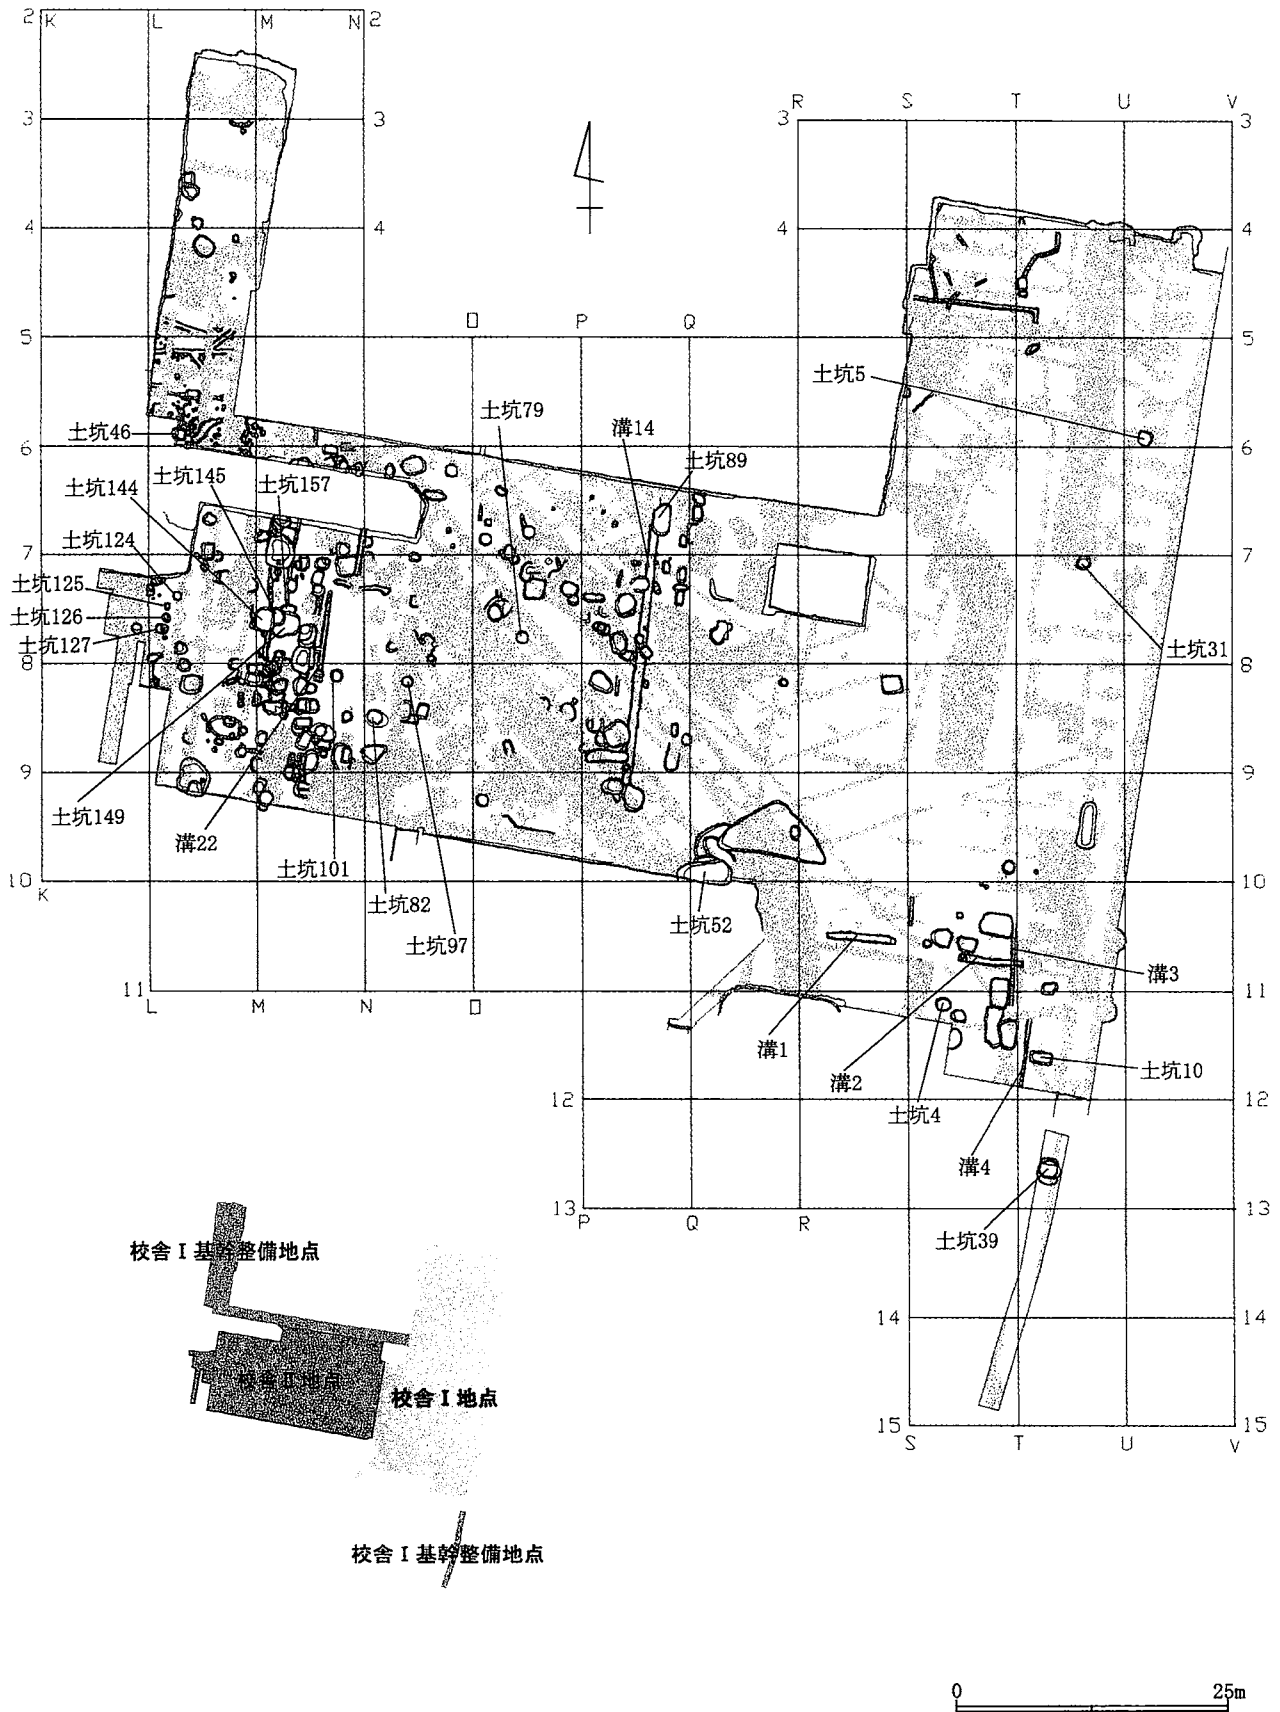 2 K L M N 2
R S T U V
3 3 3 3
4 4 4 4
O P Q
5 5
土坑5
土坑79
溝14
土坑46
6 6
土坑145
土坑89
土坑144
土坑157
土坑124
7 7
土坑125
土坑126
土坑127
土坑31
8 8
9 9
土坑149
溝22
土坑101
10 10
K
土坑82
土坑52
土坑97
溝3
11 11
L M N O
溝1
溝2
土坑10
12 12
土坑4
溝4
13 13
P Q R
土坑39
校舎Ⅰ基幹整備地点
14 14
校舎Ⅱ地点
校舎Ⅰ地点
15 15
S T U V
校舎Ⅰ基幹整備地点
0 25m